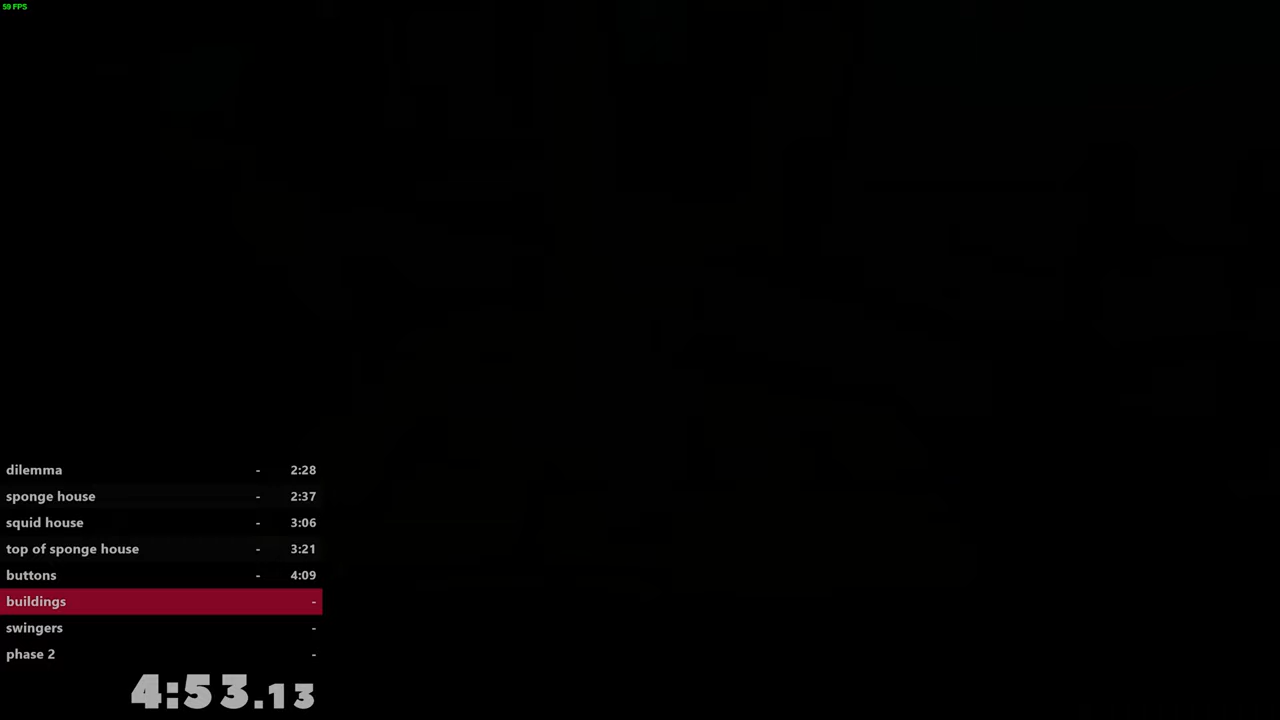 59 FPS
dilemma - 2:28
sponge house - 2:37
squid house - 3:06
top of sponge house - 3:21
buttons - 4:09
buildings -
swingers -
phase 2 -
4:53.13